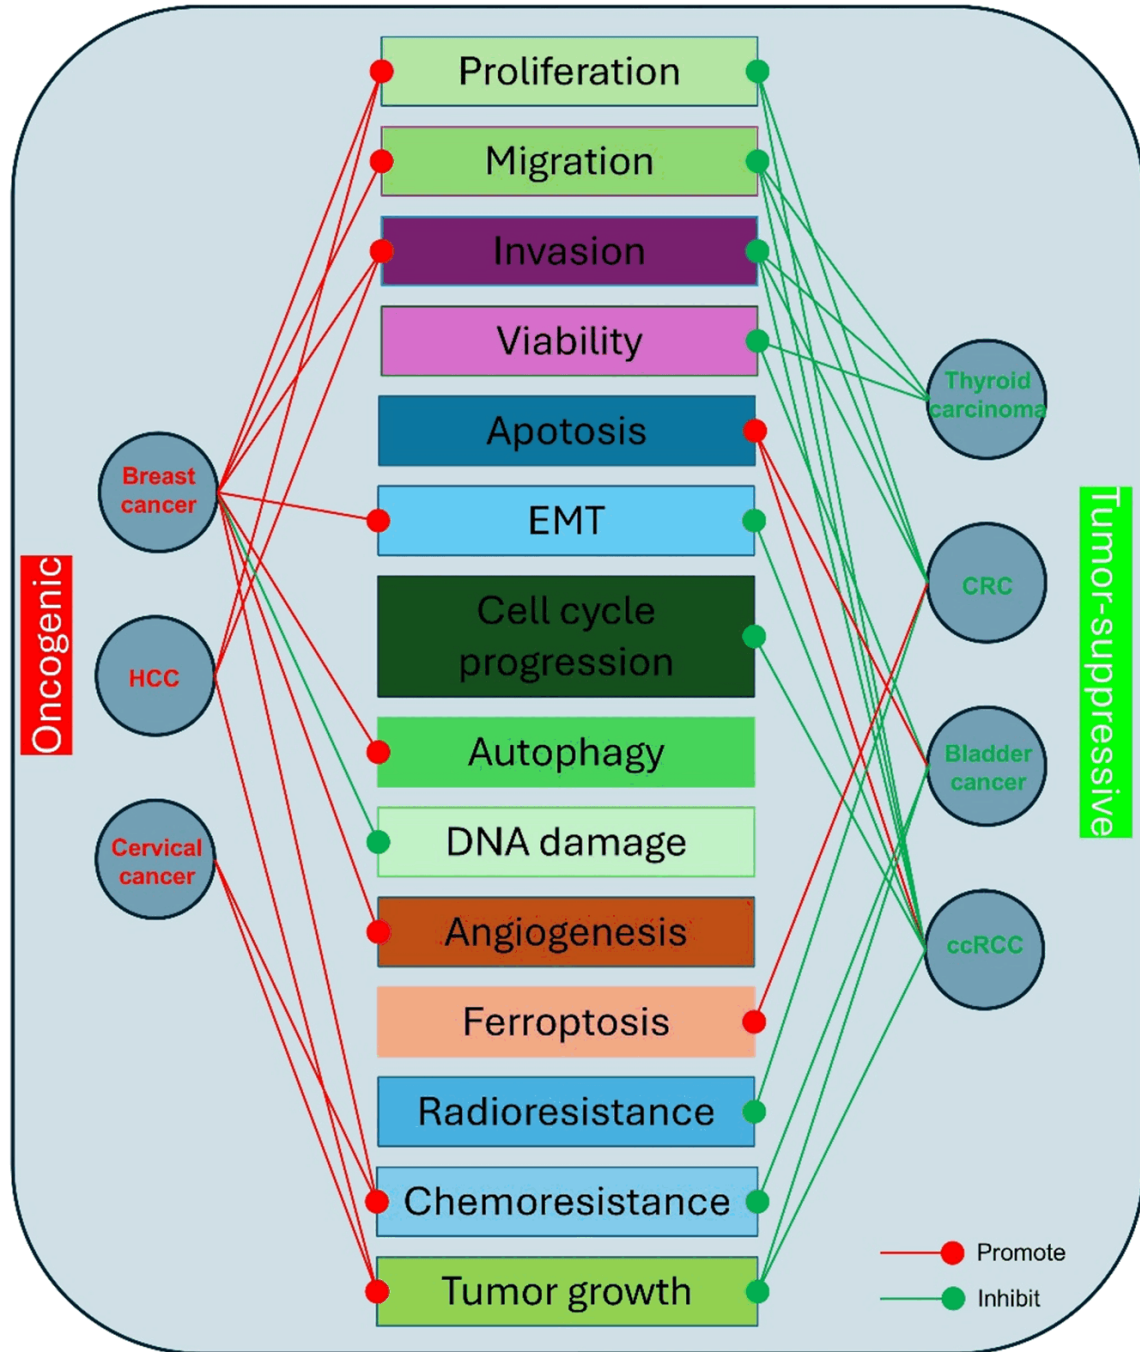 Proliferation
Migration
Invasion
Viability
Apotosis
EMT
Cell cycle
progression
Autophagy
DNA damage
Angiogenesis
Ferroptosis
Radioresistance
Chemoresistance
Tumor growth
Oncogenic
Breast
cancer
HCC
Cervical
cancer
Thyroid
carcinoma
CRC
Bladder
cancer
ccRCC
Tumor-suppressive
Promote
Inhibit